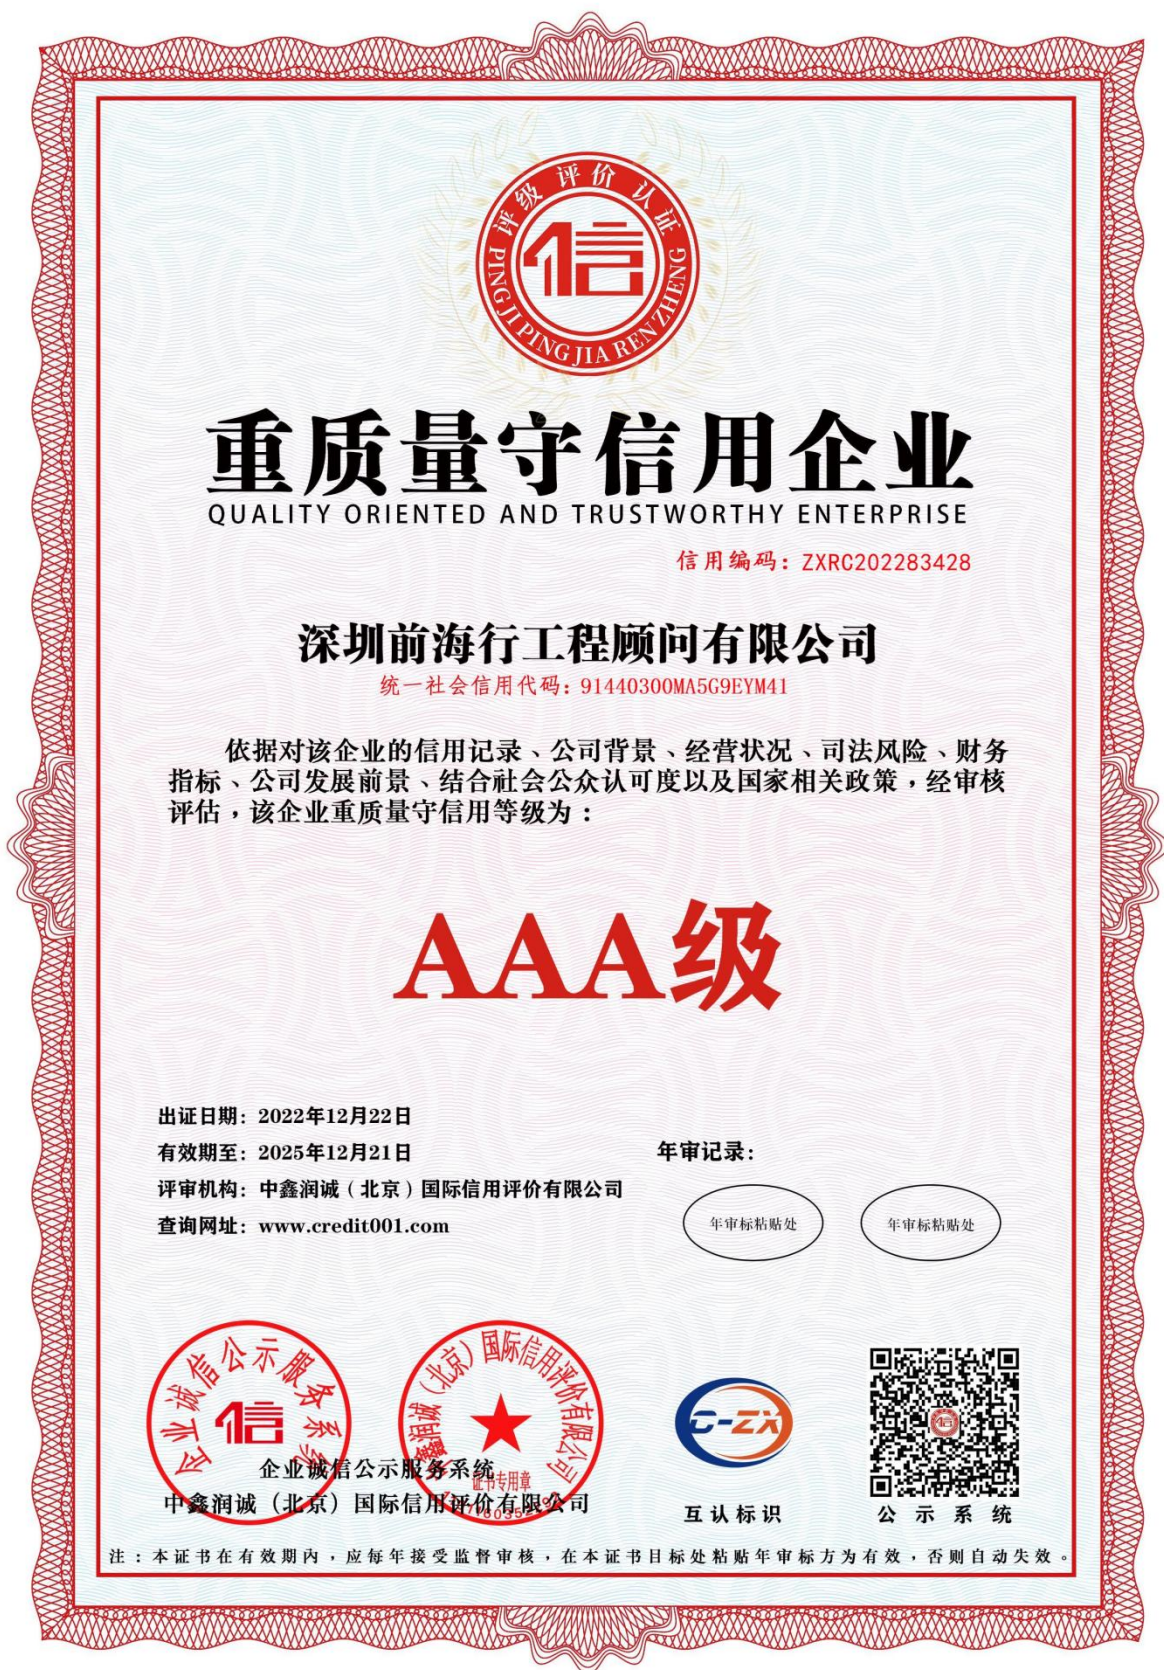 评级 评价 认证
PING JI PING JIA REN ZHENG
信
重质量守信用企业
QUALITY ORIENTED AND TRUSTWORTHY ENTERPRISE
信用编码：ZXRC202283428
深圳前海行工程顾问有限公司
统一社会信用代码：91440300MA5G9EYM41
依据对该企业的信用记录、公司背景、经营状况、司法风险、财务
指标、公司发展前景、结合社会公众认可度以及国家相关政策，经审核
评估，该企业重质量守信用等级为：
AAA级
出证日期：2022年12月22日
有效期至：2025年12月21日
评审机构：中鑫润诚（北京）国际信用评价有限公司
查询网址：www.credit001.com
年审记录：
年审标粘贴处
年审标粘贴处
企业诚信公示服务系统
信
中鑫润诚（北京）国际信用评价有限公司
证书专用章
企业诚信公示服务系统
中鑫润诚（北京）国际信用评价有限公司
C-ZX
互认标识
公示系统
注：本证书在有效期内，应每年接受监督审核，在本证书目标处粘贴年审标方为有效，否则自动失效。